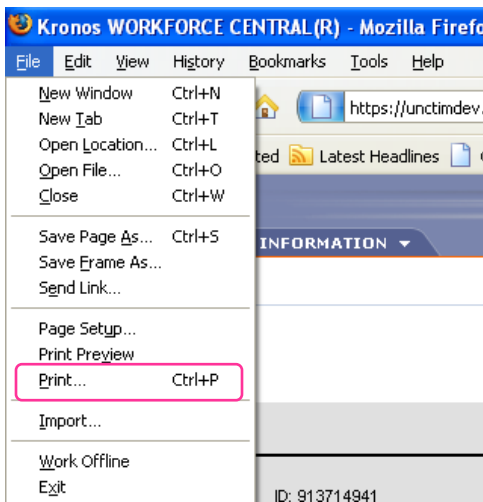 Kronos WORKFORCE CENTRAL(R) - Mozilla Firefo
File Edit View History Bookmarks Tools Help
New Window Ctrl+N
New Tab Ctrl+T
https://unctimdev.
Open Location... Ctrl+L
Open File... Ctrl+O
ted Latest Headlines
Close Ctrl+W
Save Page As... Ctrl+S
INFORMATION
Save Frame As...
Send Link...
Page Setup...
Print Preview
Print... Ctrl+P
Import...
Work Offline
Exit
ID: 913714941